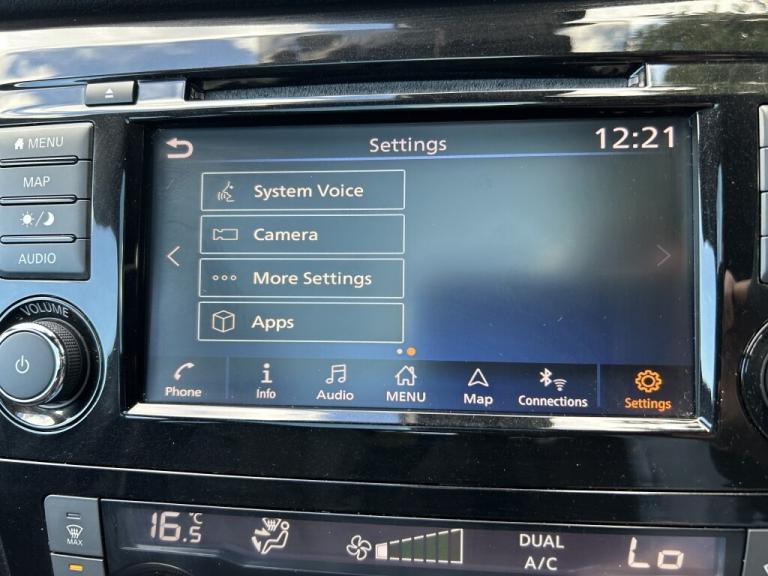 MENU
MAP
AUDIO
VOLUME
Settings
12:21
System Voice
Camera
More Settings
Apps
Phone
Info
Audio
MENU
Map
Connections
Settings
MAX
16.5 °C
DUAL
A/C
Lo